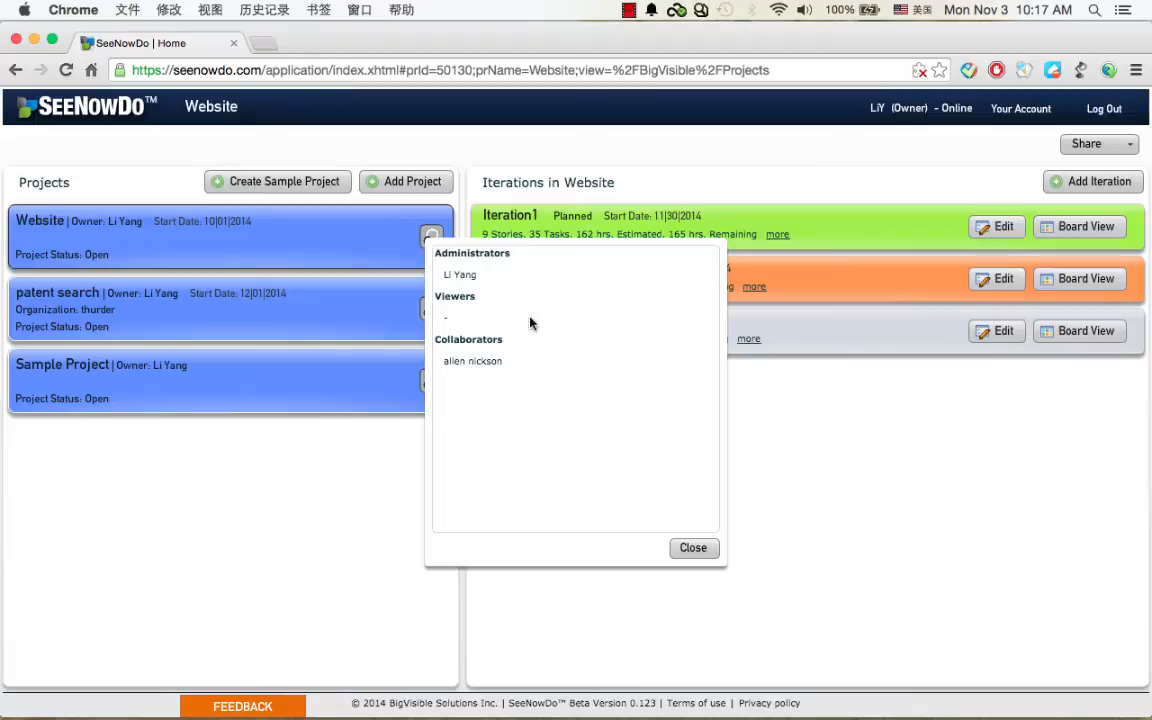 Chrome 文件 修改 视图 历史记录 书签 窗口 帮助 100% 美国 Mon Nov 3 10:17 AM
SeeNowDo | Home
https://seenowdo.com/application/index.xhtml#prId=50130;prName=Website;view=%2FBigVisible%2FProjects
SEENOWDO™ Website LiY (Owner) - Online Your Account Log Out
Share
Projects Create Sample Project Add Project
Website | Owner: Li Yang Start Date: 10|01|2014
Project Status: Open
patent search | Owner: Li Yang Start Date: 12|01|2014
Organization: thurder
Project Status: Open
Sample Project | Owner: Li Yang
Project Status: Open
Iterations in Website Add Iteration
Iteration1 Planned Start Date: 11|30|2014
9 Stories, 35 Tasks, 162 hrs. Estimated, 165 hrs. Remaining more
Edit Board View
more
Edit Board View
more
Edit Board View
Administrators
Li Yang
Viewers
-
Collaborators
allen nickson
Close
FEEDBACK
© 2014 BigVisible Solutions Inc. | SeeNowDo™ Beta Version 0.123 | Terms of use | Privacy policy